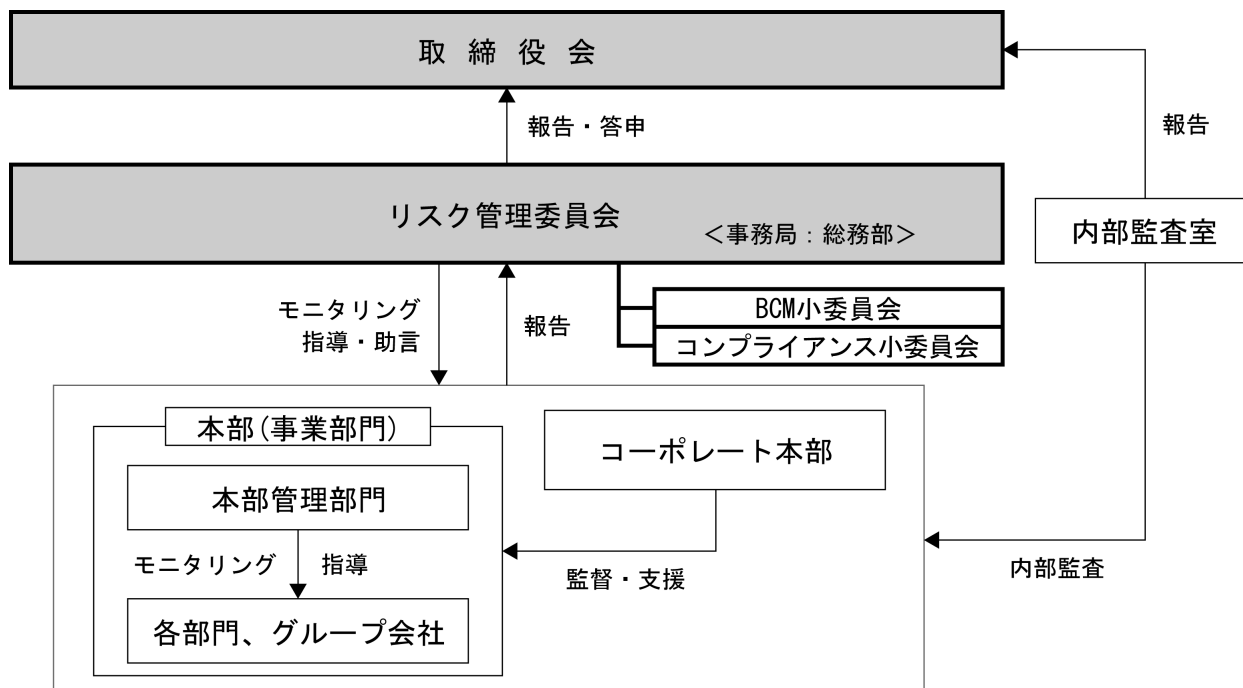 取締役会
報告・答申
報告
リスク管理委員会
＜事務局：総務部＞
内部監査室
モニタリング
指導・助言
報告
BCM小委員会
コンプライアンス小委員会
本部(事業部門)
コーポレート本部
本部管理部門
モニタリング
指導
監督・支援
内部監査
各部門、グループ会社